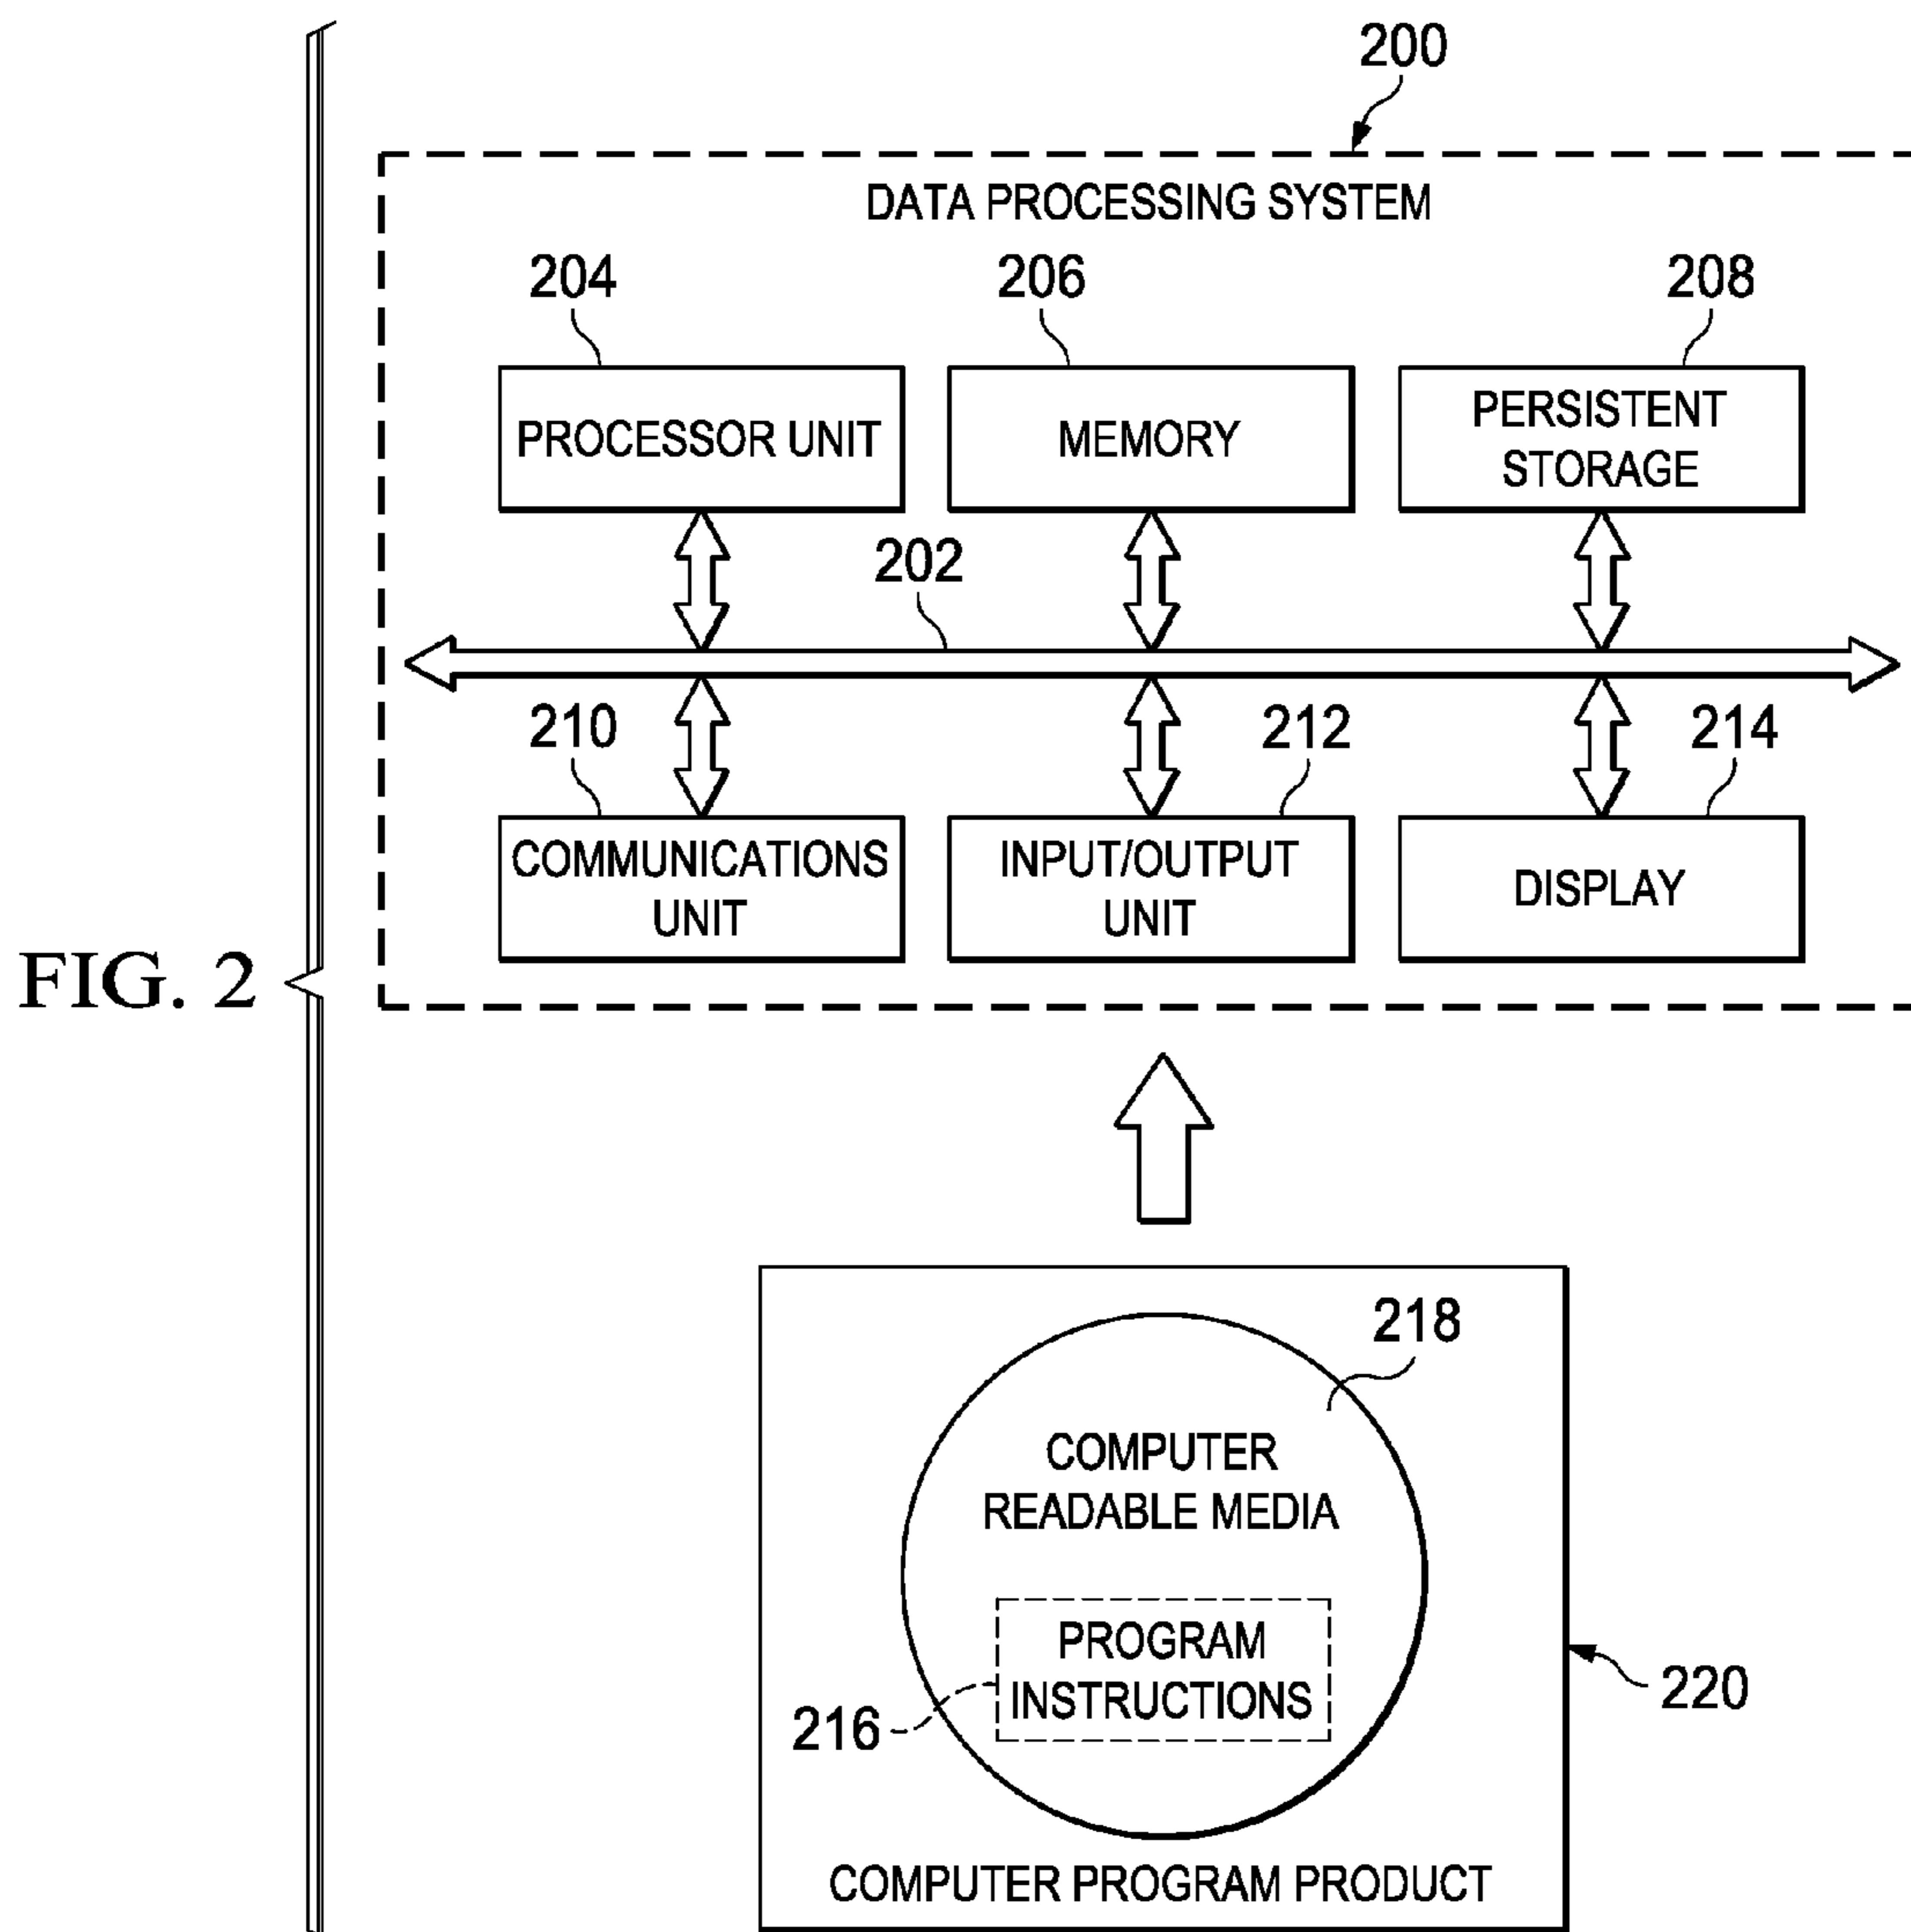 200
DATA PROCESSING SYSTEM
204
206
208
PROCESSOR UNIT
MEMORY
PERSISTENT
STORAGE
202
210
212
214
COMMUNICATIONS
UNIT
INPUT/OUTPUT
UNIT
DISPLAY
FIG. 2
218
COMPUTER
READABLE MEDIA
PROGRAM
INSTRUCTIONS
216
220
COMPUTER PROGRAM PRODUCT